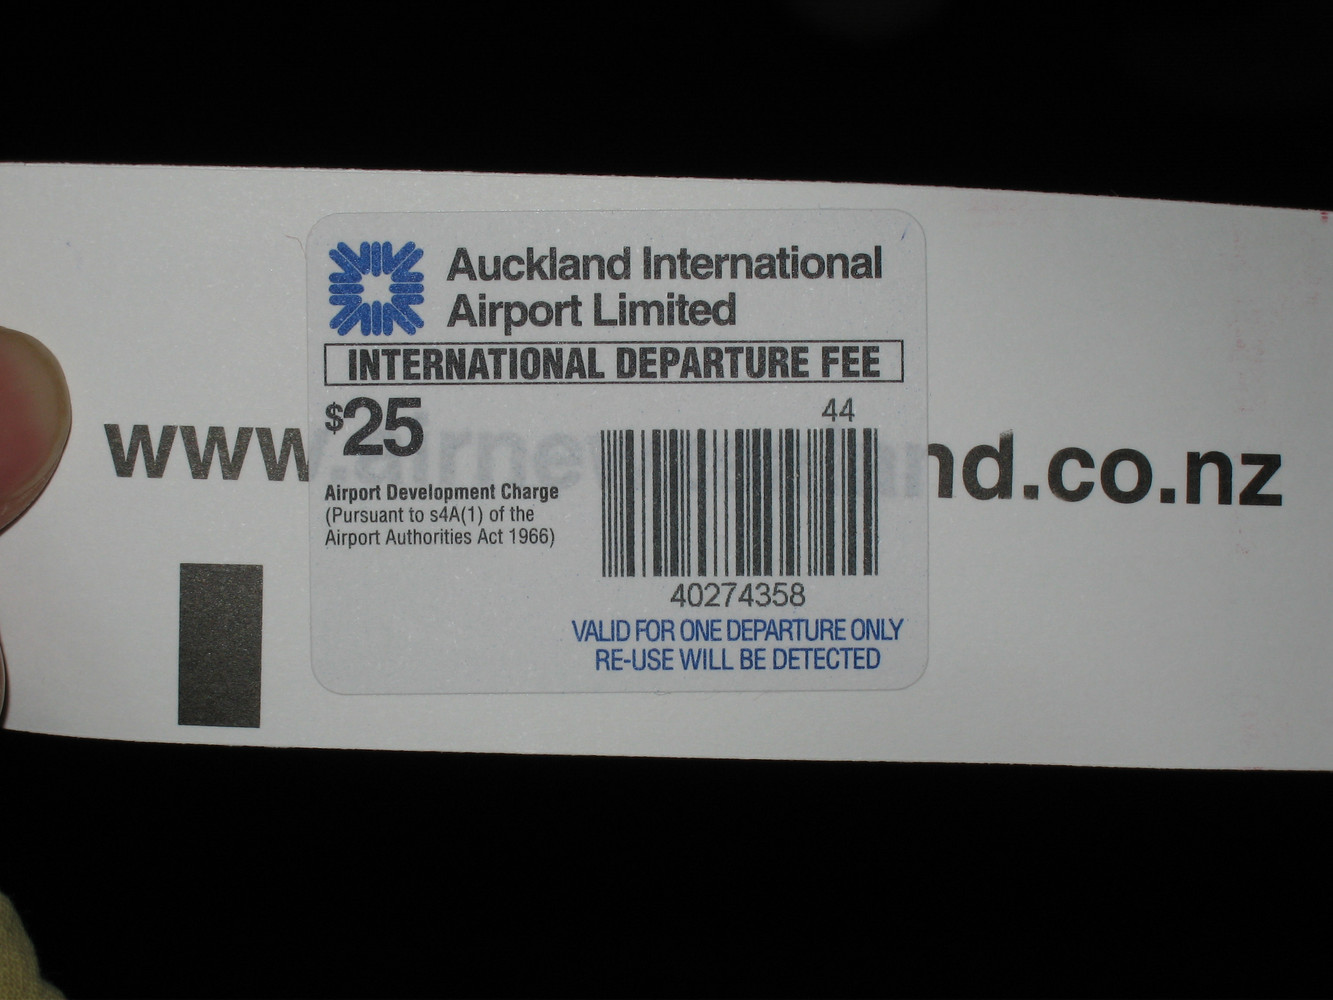 Auckland International
Airport Limited
INTERNATIONAL DEPARTURE FEE
$25
44
www.airnewzealand.co.nz
Airport Development Charge
(Pursuant to s4A(1) of the
Airport Authorities Act 1966)
40274358
VALID FOR ONE DEPARTURE ONLY
RE-USE WILL BE DETECTED